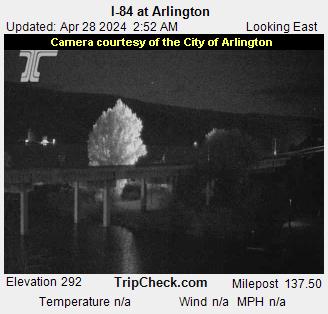 I-84 at Arlington
Updated: Apr 28 2024 2:52 AM Looking East
Camera courtesy of the City of Arlington
Elevation 292 TripCheck.com Milepost 137.50
Temperature n/a Wind n/a MPH n/a